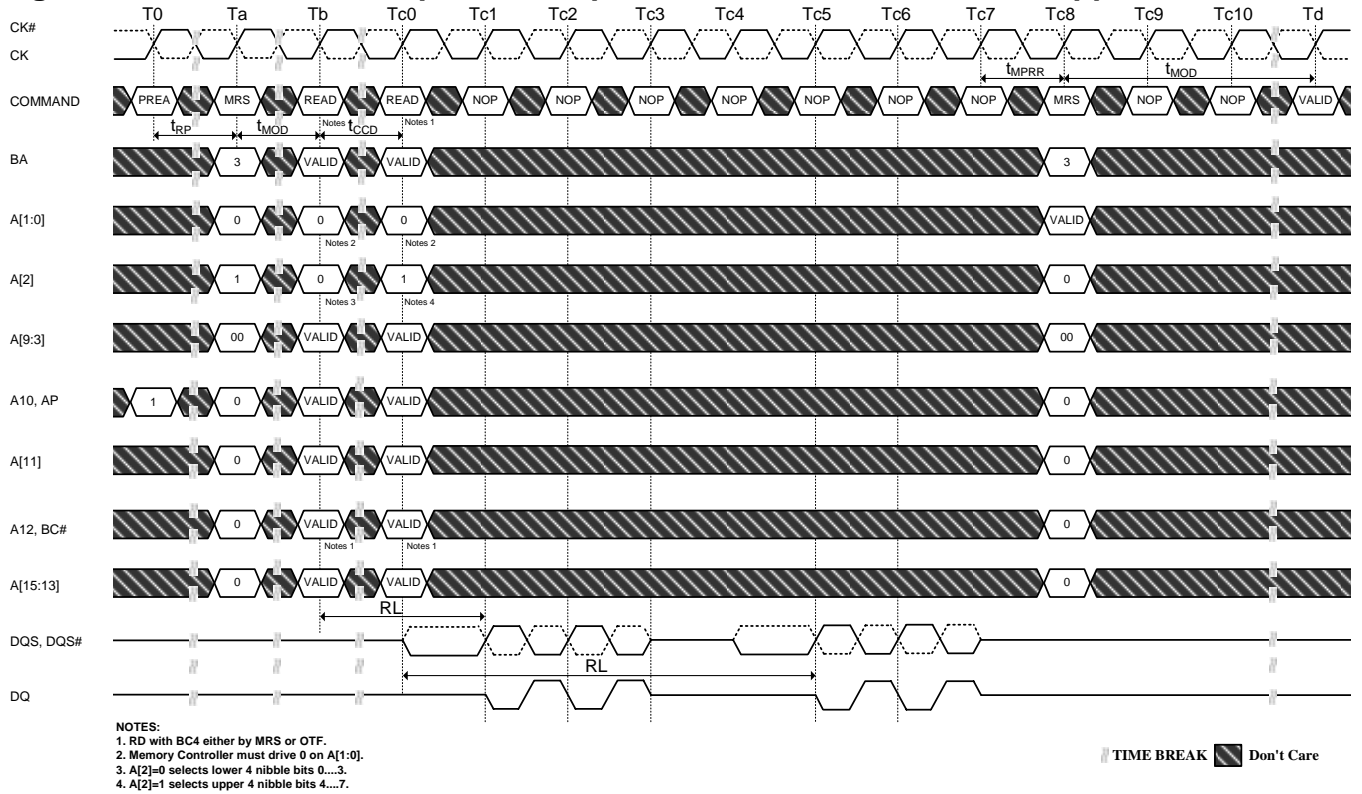 T0 Ta Tb Tc0 Tc1 Tc2 Tc3 Tc4 Tc5 Tc6 Tc7 Tc8 Tc9 Tc10 Td
CK#
CK
tMPRR tMOD
COMMAND PREA MRS READ READ NOP NOP NOP NOP NOP NOP NOP MRS NOP NOP VALID
Notes 1 Notes 1
tRP tMOD tCCD
BA 3 VALID VALID 3
A[1:0] 0 0 0 VALID
Notes 2 Notes 2
A[2] 1 0 1 0
Notes 3 Notes 4
A[9:3] 00 VALID VALID 00
A10, AP 1 0 VALID VALID 0
A[11] 0 VALID VALID 0
A12, BC# 0 VALID VALID 0
Notes 1 Notes 1
A[15:13] 0 VALID VALID 0
RL
DQS, DQS#
RL
DQ
NOTES:
1. RD with BC4 either by MRS or OTF.
2. Memory Controller must drive 0 on A[1:0].
3. A[2]=0 selects lower 4 nibble bits 0....3.
4. A[2]=1 selects upper 4 nibble bits 4....7.
TIME BREAK Don't Care